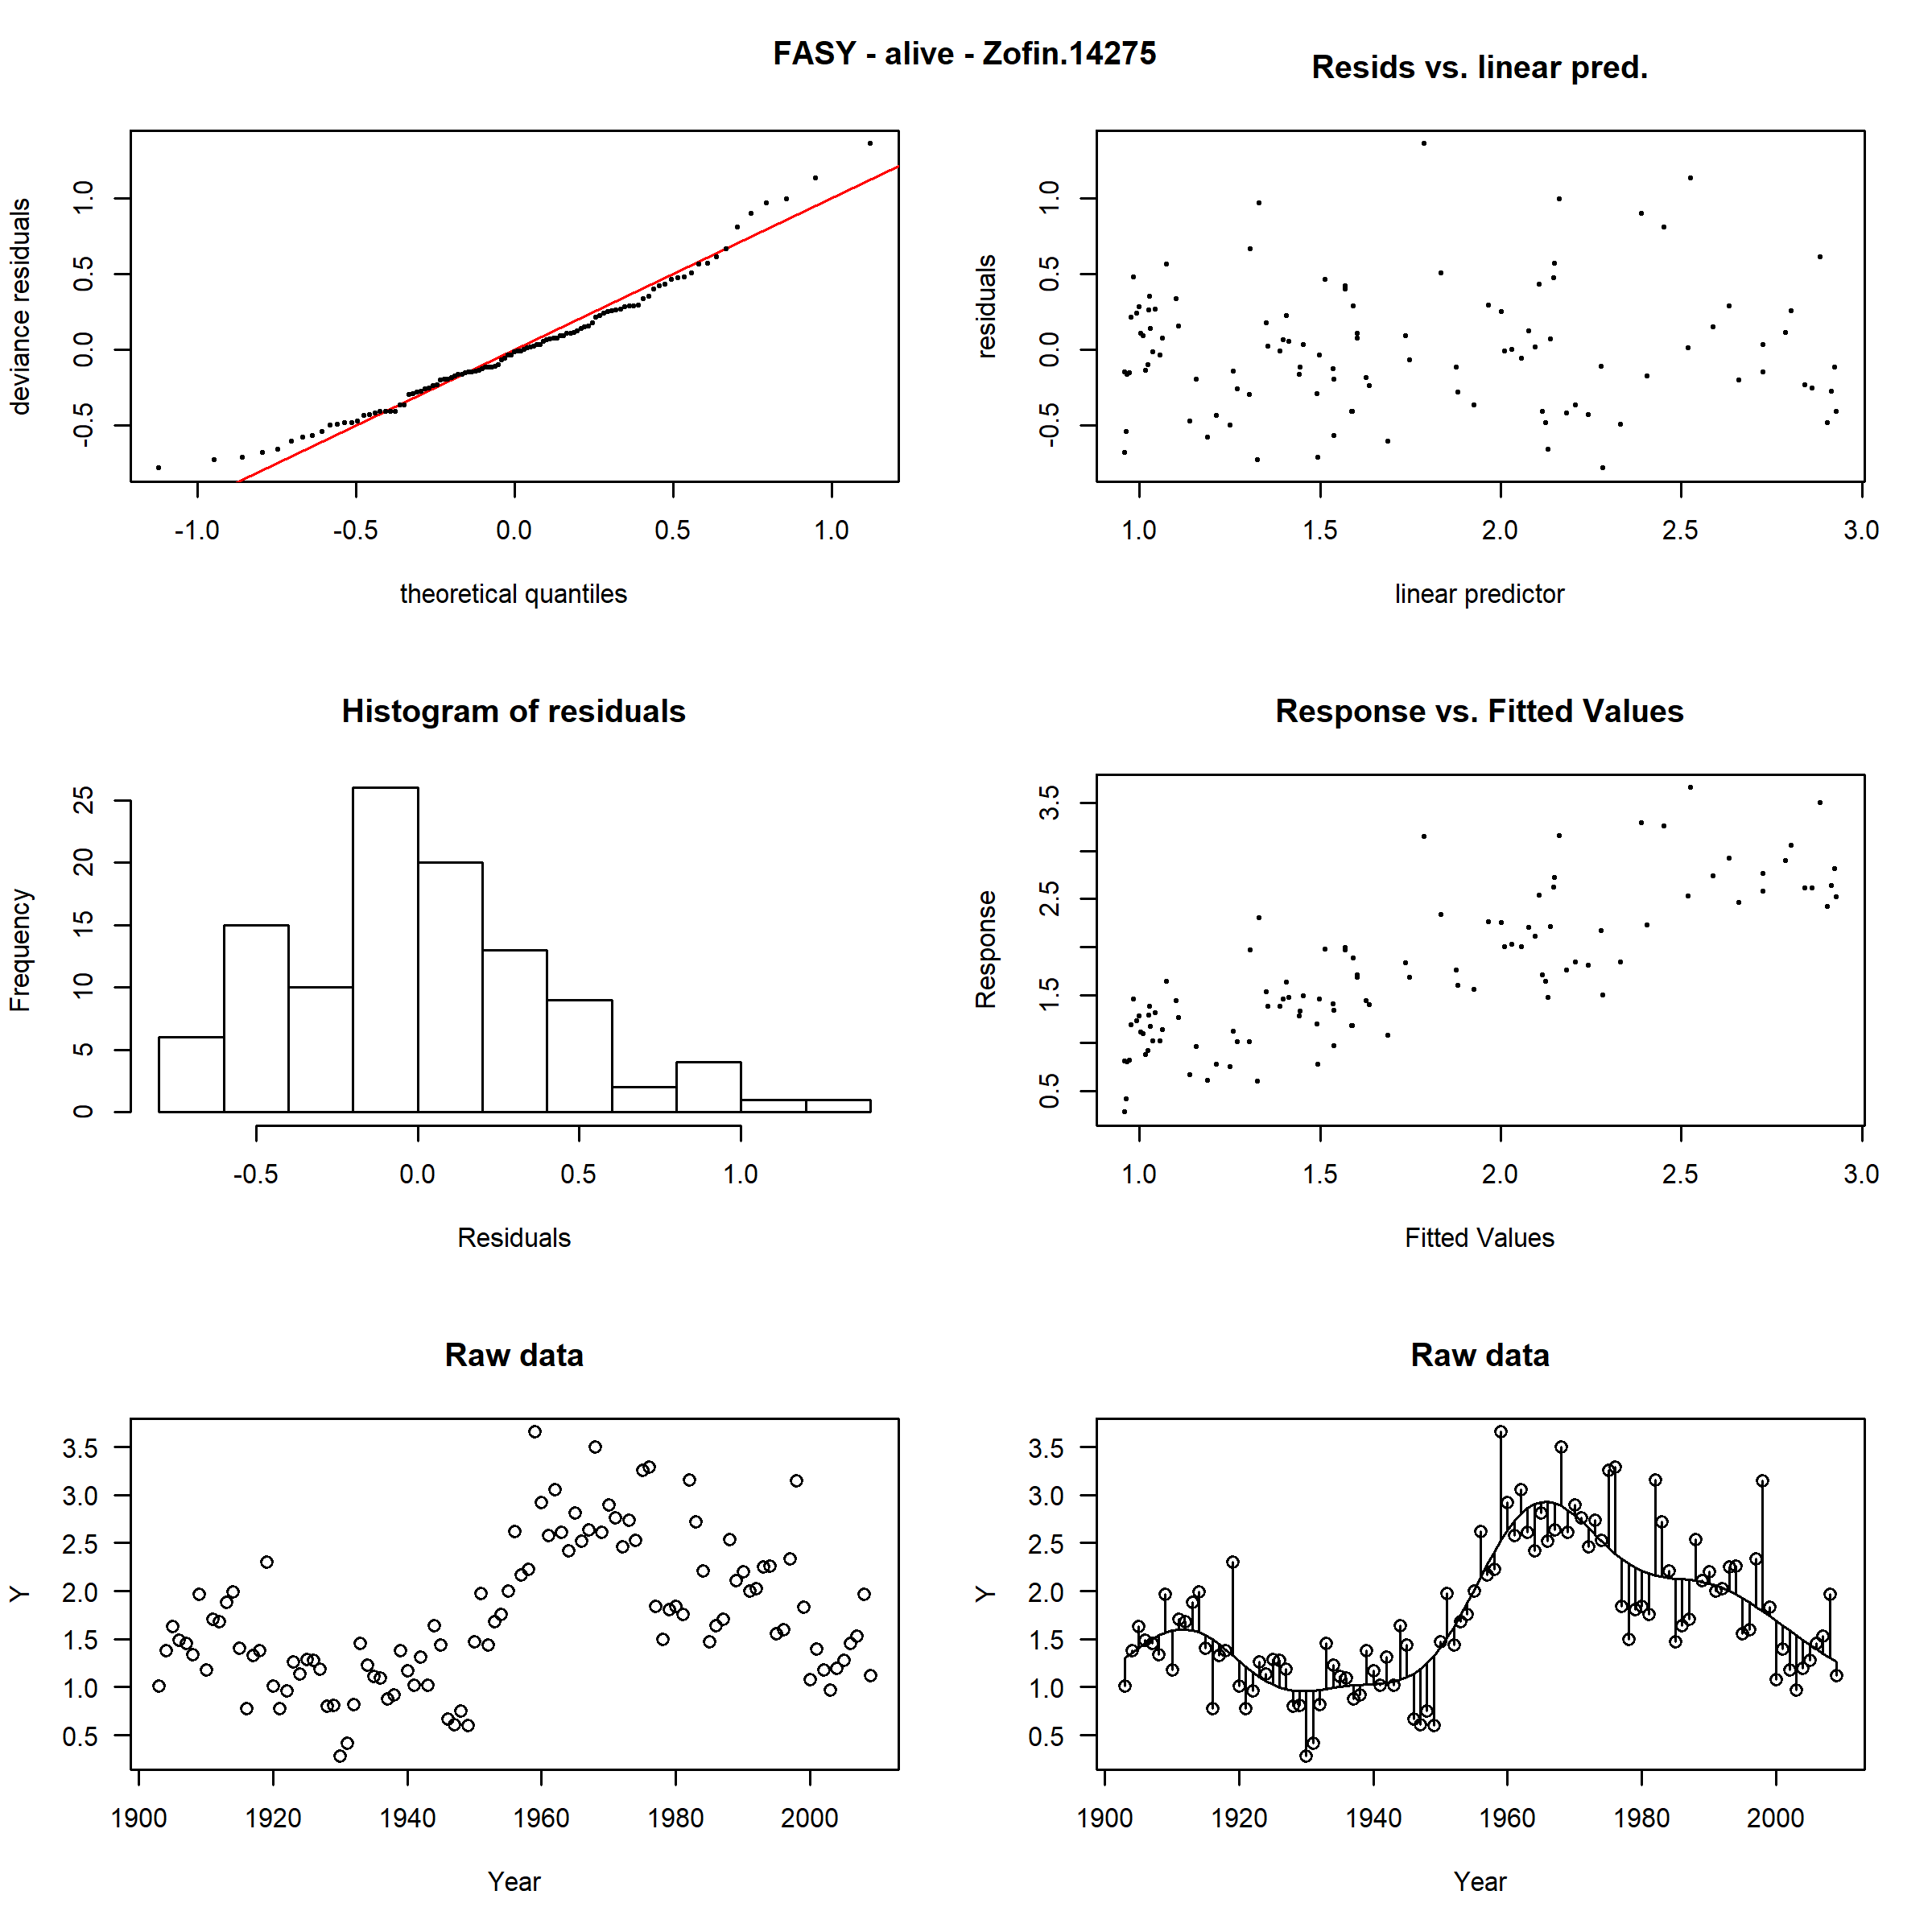 FASY - alive - Zofin.14275
Resids vs. linear pred.
deviance residuals
-0.5 0.0 0.5 1.0
-1.0 -0.5 0.0 0.5 1.0
theoretical quantiles
residuals
-0.5 0.0 0.5 1.0
1.0 1.5 2.0 2.5 3.0
linear predictor
Histogram of residuals
Frequency
0 5 10 15 20 25
-0.5 0.0 0.5 1.0
Residuals
Response vs. Fitted Values
Response
0.5 1.5 2.5 3.5
1.0 1.5 2.0 2.5 3.0
Fitted Values
Raw data
Y
3.5
3.0
2.5
2.0
1.5
1.0
0.5
1900 1920 1940 1960 1980 2000
Year
Raw data
Y
3.5
3.0
2.5
2.0
1.5
1.0
0.5
1900 1920 1940 1960 1980 2000
Year